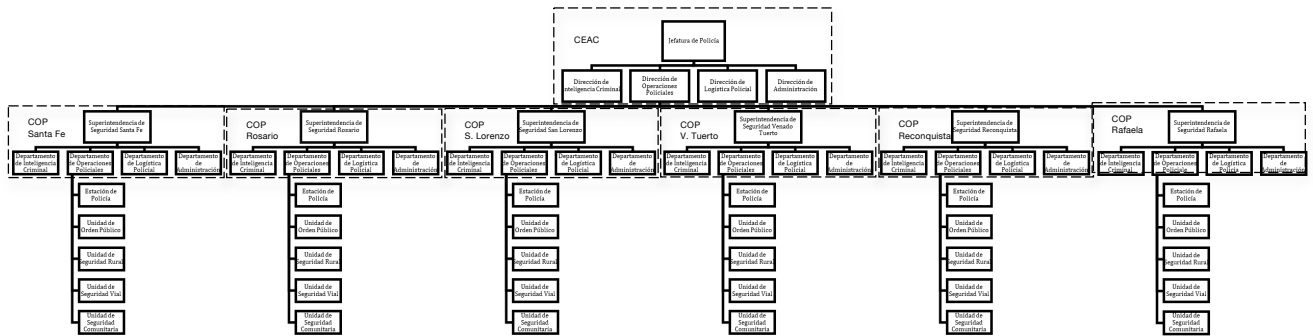 CEAC
Jefatura de Policía
Dirección de
Inteligencia Criminal
Dirección de
Operaciones
Policiales
Dirección de
Logística Policial
Dirección de
Administración
COP
Santa Fe
Superintendencia de
Seguridad Santa Fe
Departamento
de Inteligencia
Criminal
Departamento
de Operaciones
Policiales
Departamento
de Logística
Policial
Departamento
de
Administración
Estación de
Policía
Unidad de
Orden Público
Unidad de
Seguridad Rural
Unidad de
Seguridad Vial
Unidad de
Seguridad
Comunitaria
COP
Rosario
Superintendencia de
Seguridad Rosario
Departamento
de Inteligencia
Criminal
Departamento
de Operaciones
Policiales
Departamento
de Logística
Policial
Departamento
de
Administración
Estación de
Policía
Unidad de
Orden Público
Unidad de
Seguridad Rural
Unidad de
Seguridad Vial
Unidad de
Seguridad
Comunitaria
COP
S. Lorenzo
Superintendencia de
Seguridad San Lorenzo
Departamento
de Inteligencia
Criminal
Departamento
de Operaciones
Policiales
Departamento
de Logística
Policial
Departamento
de
Administración
Estación de
Policía
Unidad de
Orden Público
Unidad de
Seguridad Rural
Unidad de
Seguridad Vial
Unidad de
Seguridad
Comunitaria
COP
V. Tuerto
Superintendencia de
Seguridad Venado
Tuerto
Departamento
de Inteligencia
Criminal
Departamento
de Operaciones
Policiales
Departamento
de Logística
Policial
Departamento
de
Administración
Estación de
Policía
Unidad de
Orden Público
Unidad de
Seguridad Rural
Unidad de
Seguridad Vial
Unidad de
Seguridad
Comunitaria
COP
Reconquista
Superintendencia de
Seguridad Reconquista
Departamento
de Inteligencia
Criminal
Departamento
de Operaciones
Policiales
Departamento
de Logística
Policial
Departamento
de
Administración
Estación de
Policía
Unidad de
Orden Público
Unidad de
Seguridad Rural
Unidad de
Seguridad Vial
Unidad de
Seguridad
Comunitaria
COP
Rafaela
Superintendencia de
Seguridad Rafaela
Departamento
de Inteligencia
Criminal
Departamento
de Operaciones
Policiale
Departamento
de Logística
Policía
Departamento
de
Administración
Estación de
Policía
Unidad de
Orden Público
Unidad de
Seguridad Rural
Unidad de
Seguridad Vial
Unidad de
Seguridad
Comunitaria